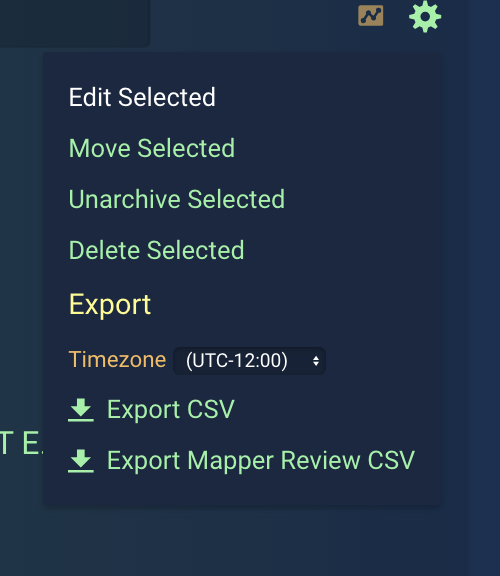 Edit Selected
Move Selected
Unarchive Selected
Delete Selected
Export
Timezone (UTC-12:00)
Export CSV
T E.
Export Mapper Review CSV